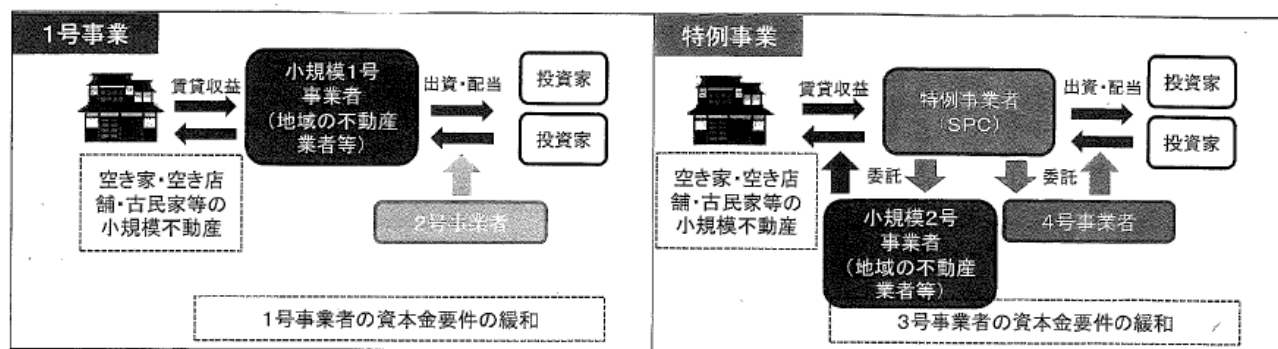 1号事業
賃貸収益
小規模1号
事業者
(地域の不動産
業者等)
出資・配当
投資家
投資家
空き家・空き店
舗・古民家等の
小規模不動産
2号事業者
1号事業者の資本金要件の緩和
特例事業
賃貸収益
特例事業者
(SPC)
出資・配当
投資家
投資家
空き家・空き店
舗・古民家等の
小規模不動産
委託
委託
小規模2号
事業者
(地域の不動産
業者等)
4号事業者
3号事業者の資本金要件の緩和